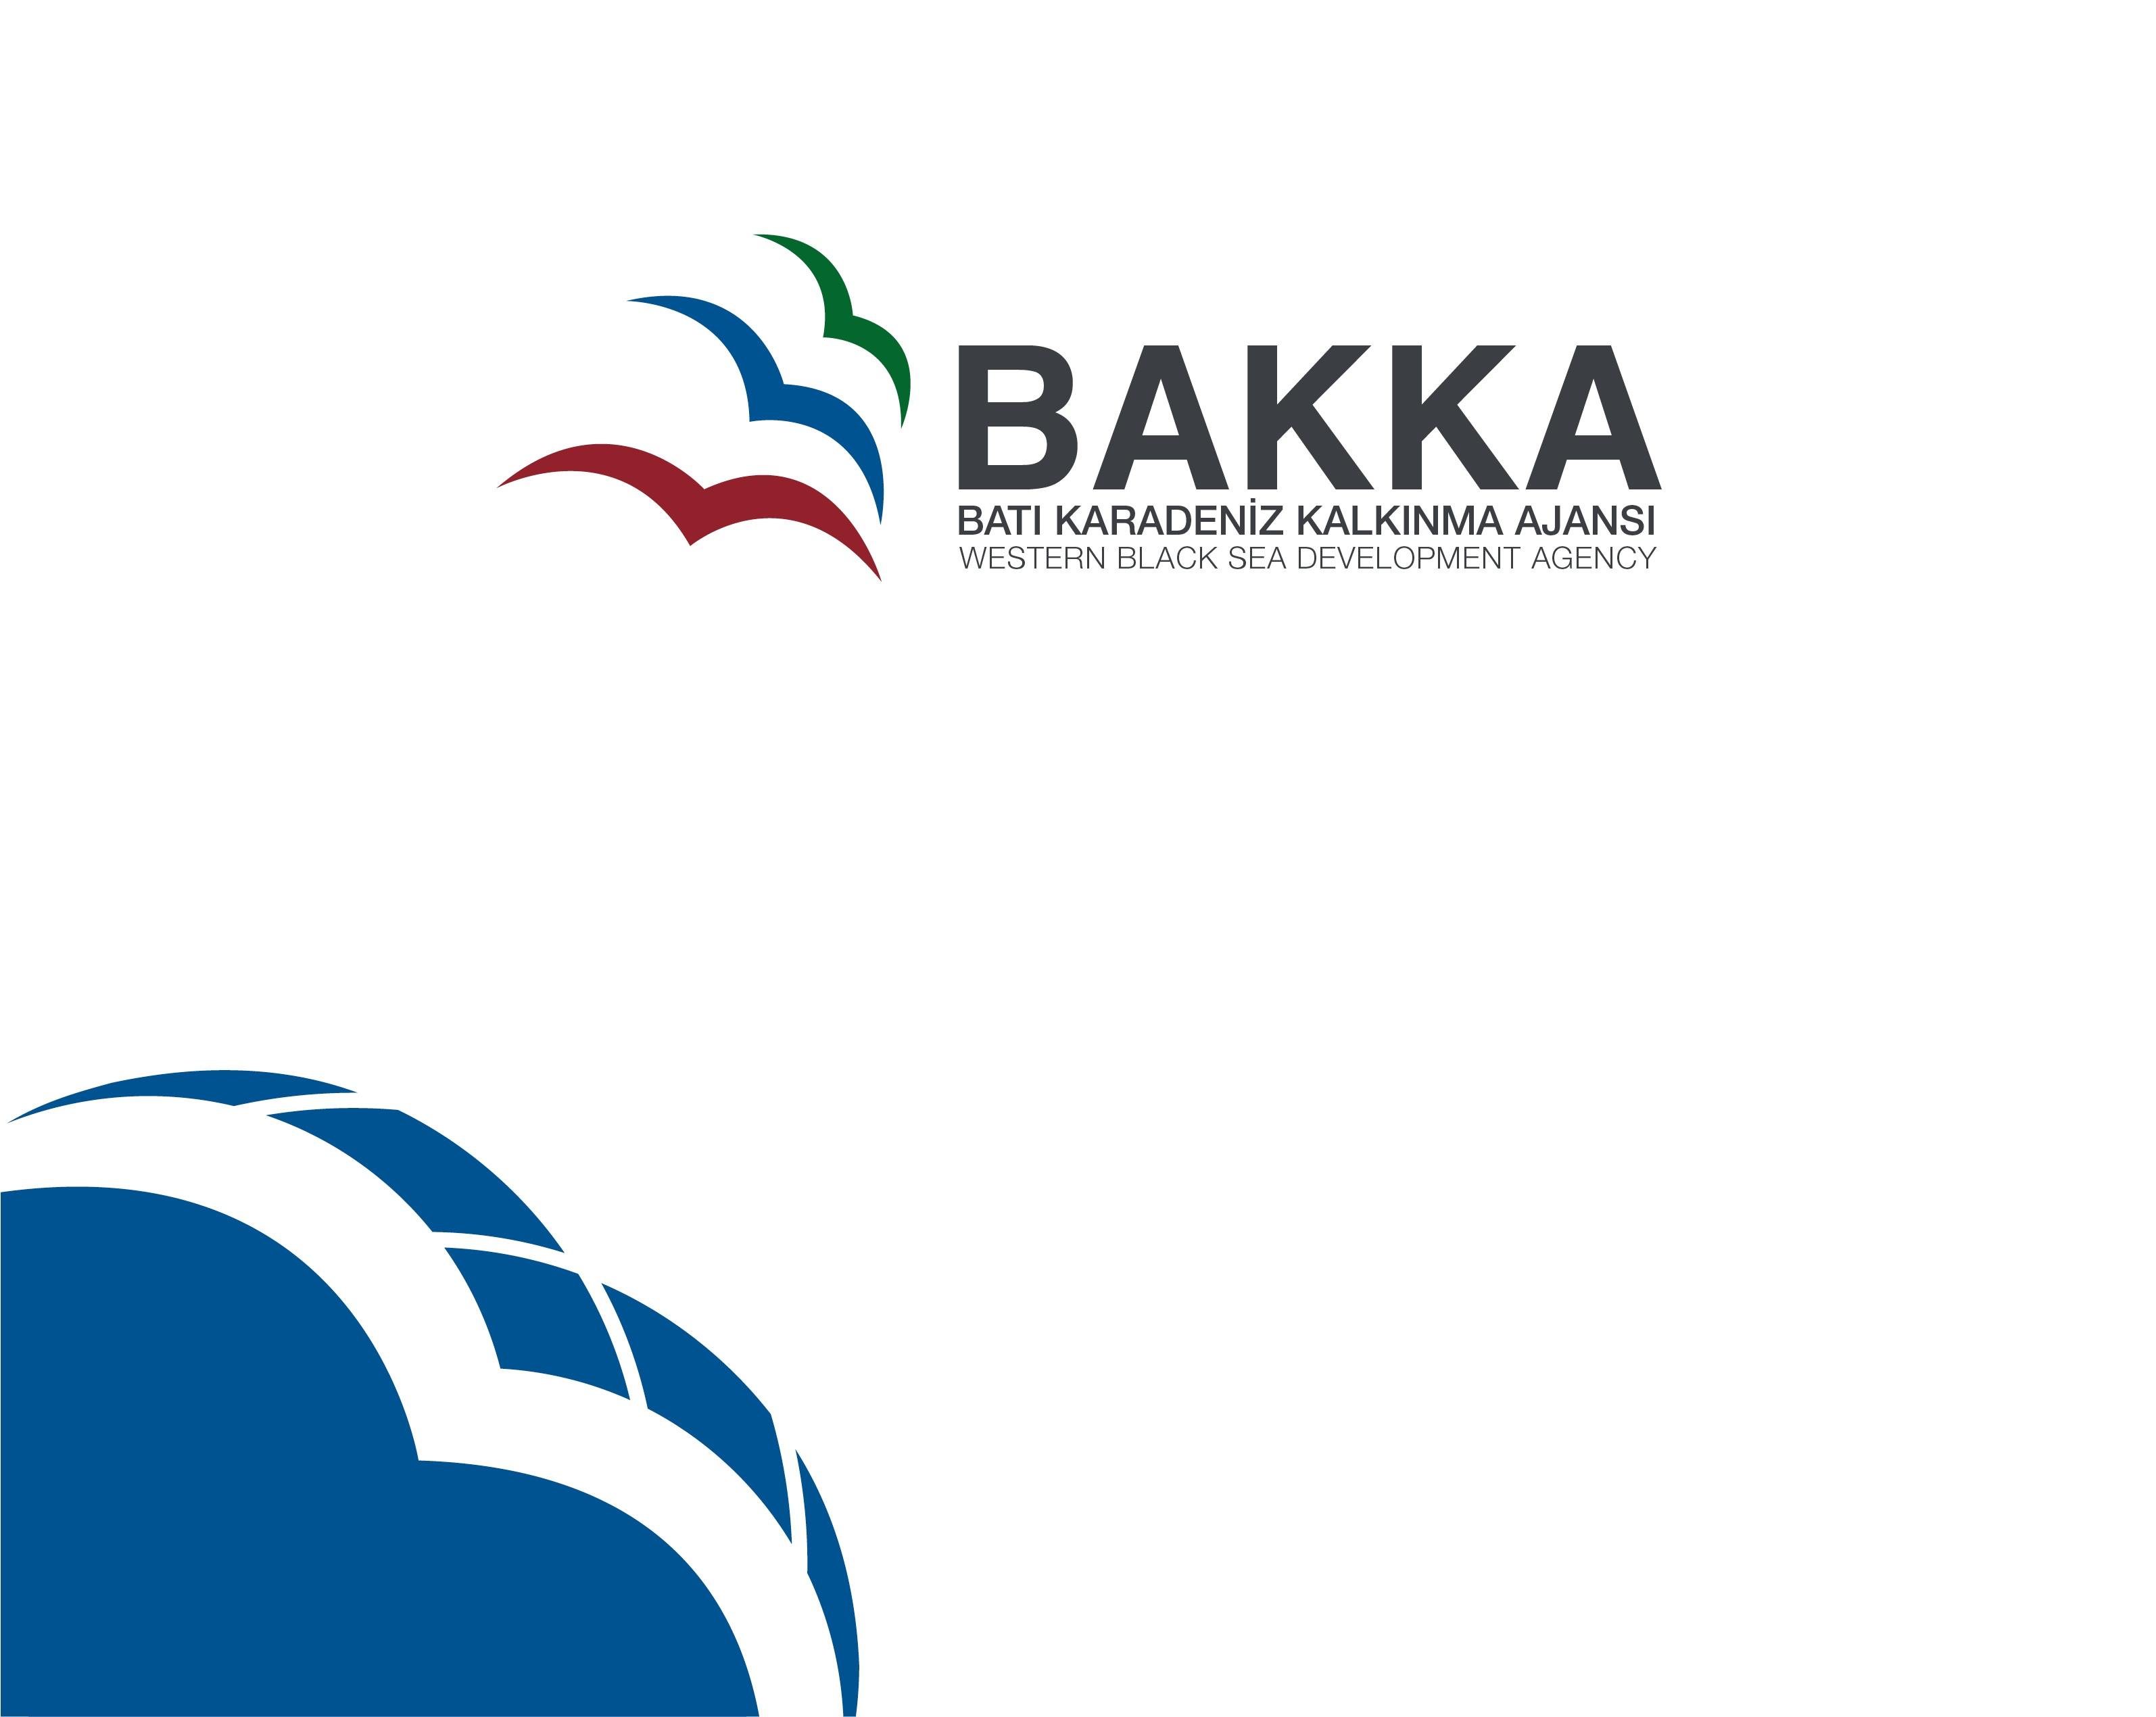 BAKKA
BATI KARADENİZ KALKINMA AJANSI
WESTERN BLACK SEA DEVELOPMENT AGENCY